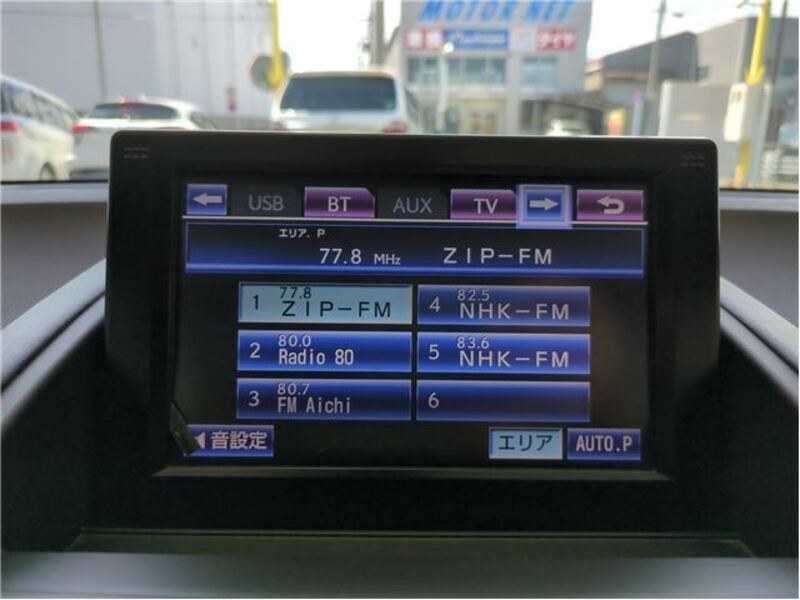 MOTOR NET
USB BT AUX TV
エリア. P
77.8 MHz ZIP-FM
1 77.8 ZIP-FM
2 80.0 Radio 80
3 80.7 FM Aichi
4 82.5 NHK-FM
5 83.6 NHK-FM
6
音設定
エリア AUTO.P